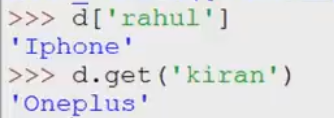 >>> d['rahul']
'Iphone'
>>> d.get('kiran')
'Oneplus'